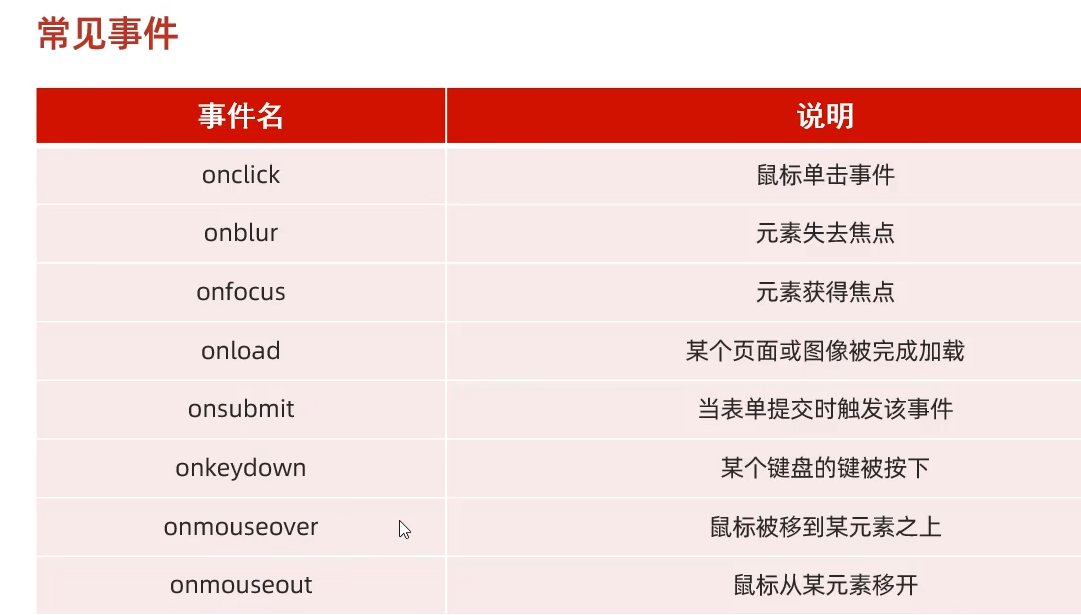 常见事件
事件名 说明
onclick 鼠标单击事件
onblur 元素失去焦点
onfocus 元素获得焦点
onload 某个页面或图像被完成加载
onsubmit 当表单提交时触发该事件
onkeydown 某个键盘的键被按下
onmouseover 鼠标被移到某元素之上
onmouseout 鼠标从某元素移开